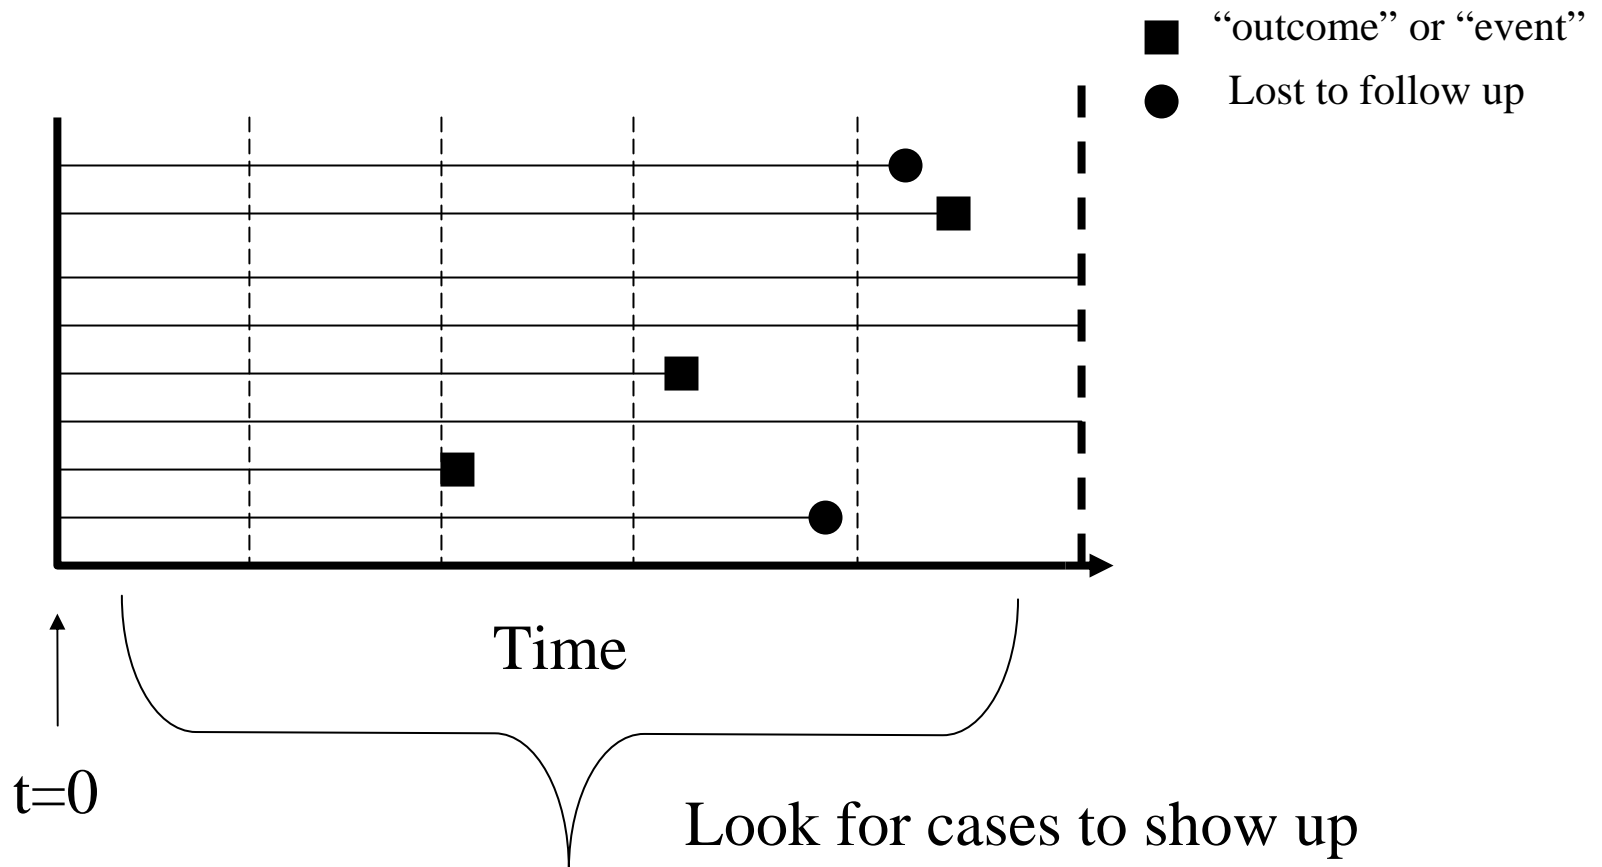 “outcome” or “event”
Lost to follow up
Time
t=0
Look for cases to show up